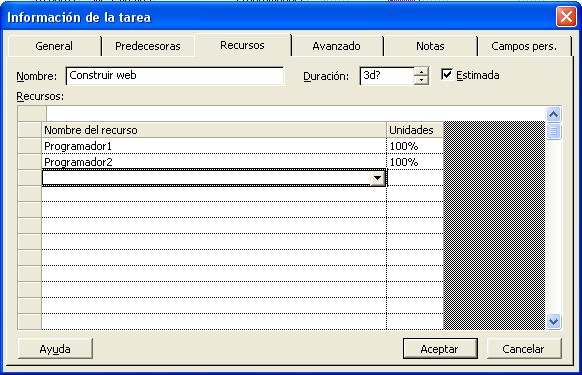 Información de la tarea
General Predecesoras Recursos Avanzado Notas Campos pers.
Nombre: Construir web Duración: 3d? Estimada
Recursos:
Nombre del recurso Unidades
Programador1 100%
Programador2 100%
Ayuda Aceptar Cancelar